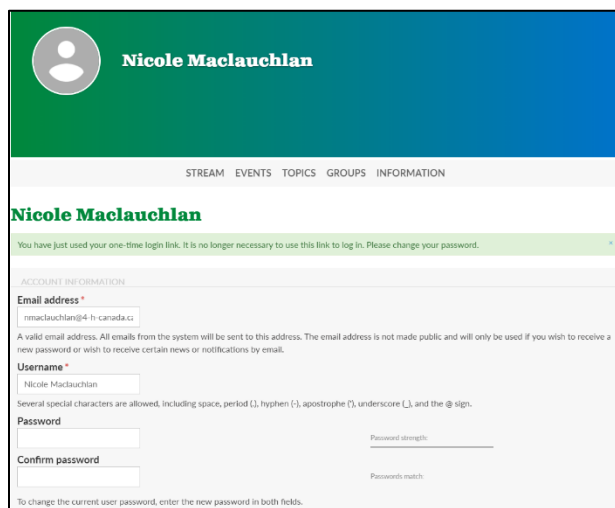 Nicole Maclauchlan
STREAM EVENTS TOPICS GROUPS INFORMATION
Nicole Maclauchlan
You have just used your one-time login link. It is no longer necessary to use this link to log in. Please change your password. ×
ACCOUNT INFORMATION
Email address *
nmaclauchlan@4-h-canada.ca
A valid email address. All emails from the system will be sent to this address. The email address is not made public and will only be used if you wish to receive a
new password or wish to receive certain news or notifications by email.
Username *
Nicole Maclauchlan
Several special characters are allowed, including space, period (.), hyphen (-), apostrophe ('), underscore (_), and the @ sign.
Password
Password strength:
Confirm password
Passwords match:
To change the current user password, enter the new password in both fields.